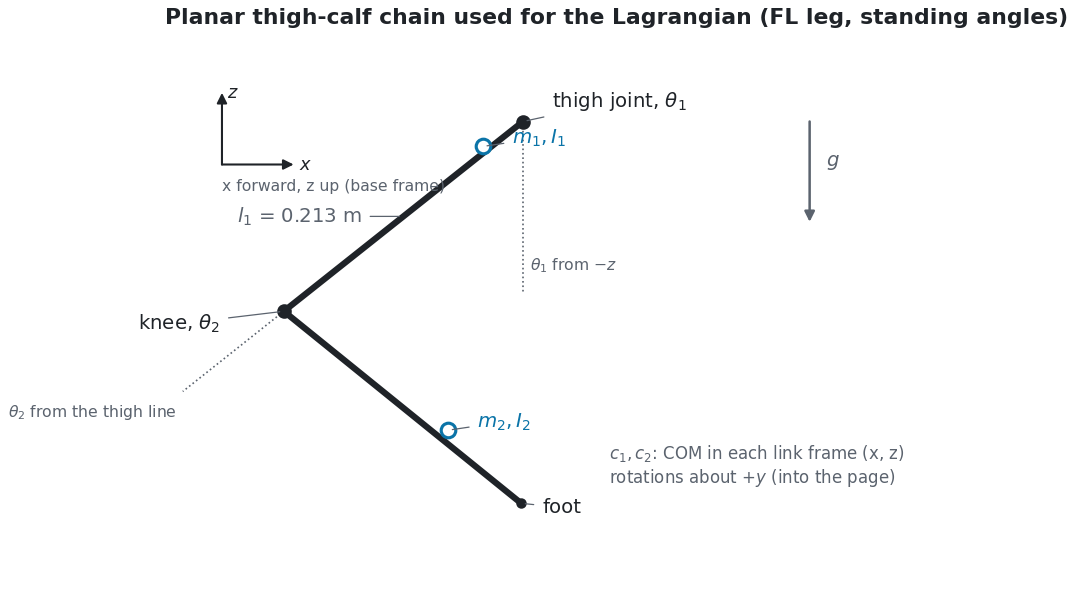 Planar thigh-calf chain used for the Lagrangian (FL leg, standing angles)
z
thigh joint, θ₁
m₁, I₁
x
g
x forward, z up (base frame)
l₁ = 0.213 m
θ₁ from −z
knee, θ₂
θ₂ from the thigh line
m₂, I₂
c₁, c₂: COM in each link frame (x, z)
rotations about +y (into the page)
foot